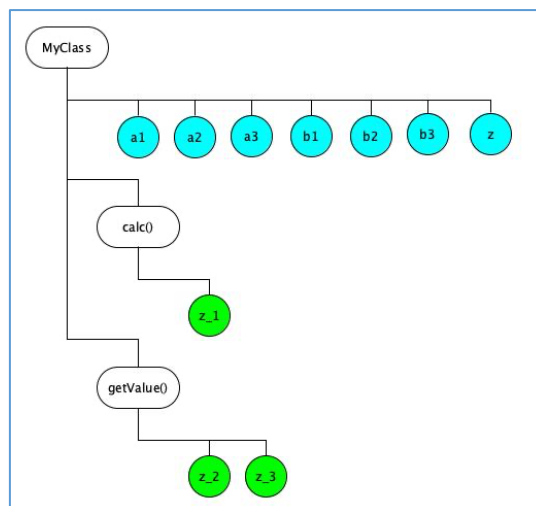 MyClass
a1 a2 a3 b1 b2 b3 z
calc()
z_1
getValue()
z_2 z_3